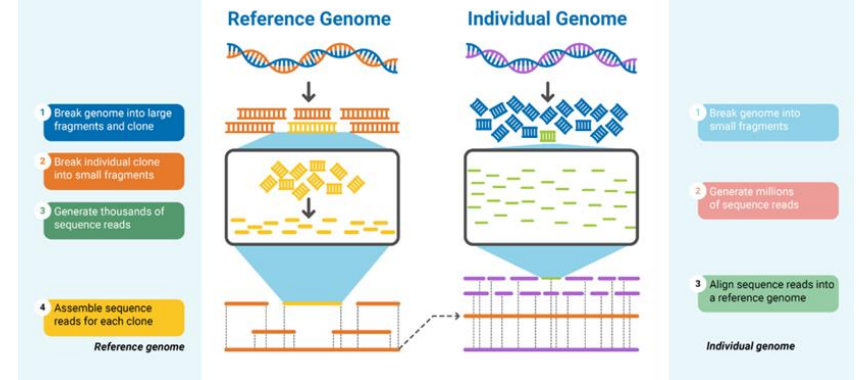 Reference Genome
Individual Genome
1 Break genome into large
fragments and clone
2 Break individual clone
into small fragments
3 Generate thousands of
sequence reads
4 Assemble sequence
reads for each clone
Reference genome
1 Break genome into
small fragments
2 Generate millions
of sequence reads
3 Align sequence reads into
a reference genome
Individual genome